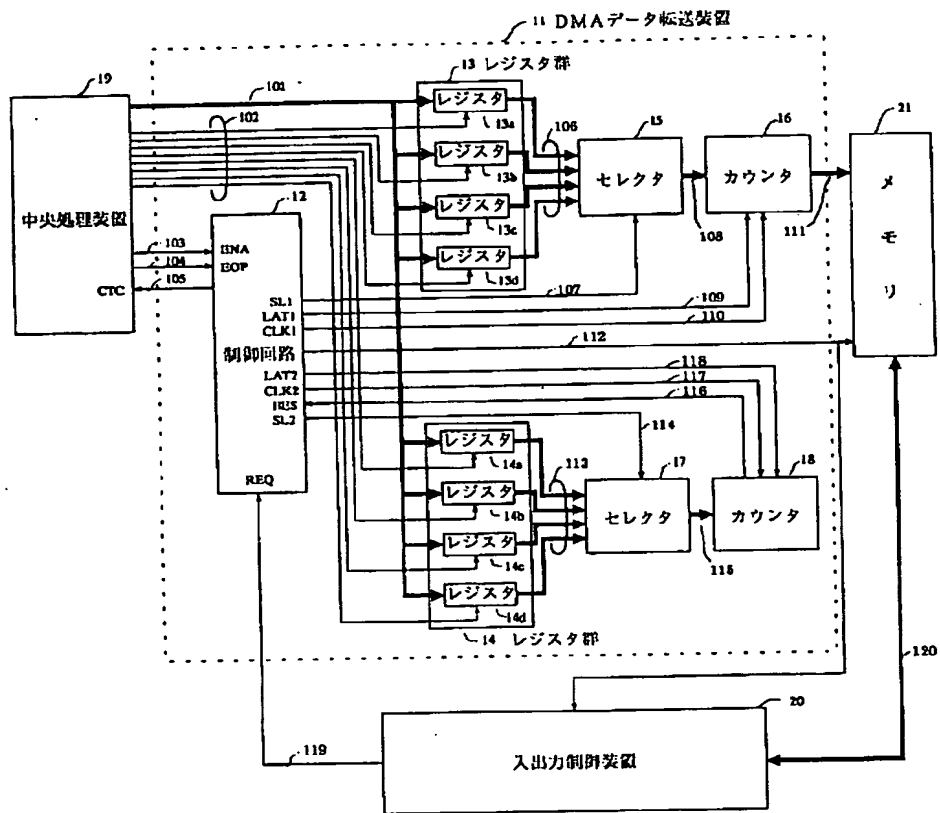 11 DMAデータ転送装置
19
101
102
13 レジスタ群
レジスタ
13a
レジスタ
13b
レジスタ
13c
レジスタ
13d
106
15
セレクタ
108
16
カウンタ
111
21
メモリ
中央処理装置
12
103
104
105
CTC
ENA
EOP
SL1
LAT1
CLK1
制御回路
LAT2
CLK2
RES
SL2
REQ
107
109
110
112
118
117
116
114
レジスタ
14a
レジスタ
14b
レジスタ
14c
レジスタ
14d
14 レジスタ群
17
セレクタ
115
18
カウンタ
120
119
20
入出力制御装置